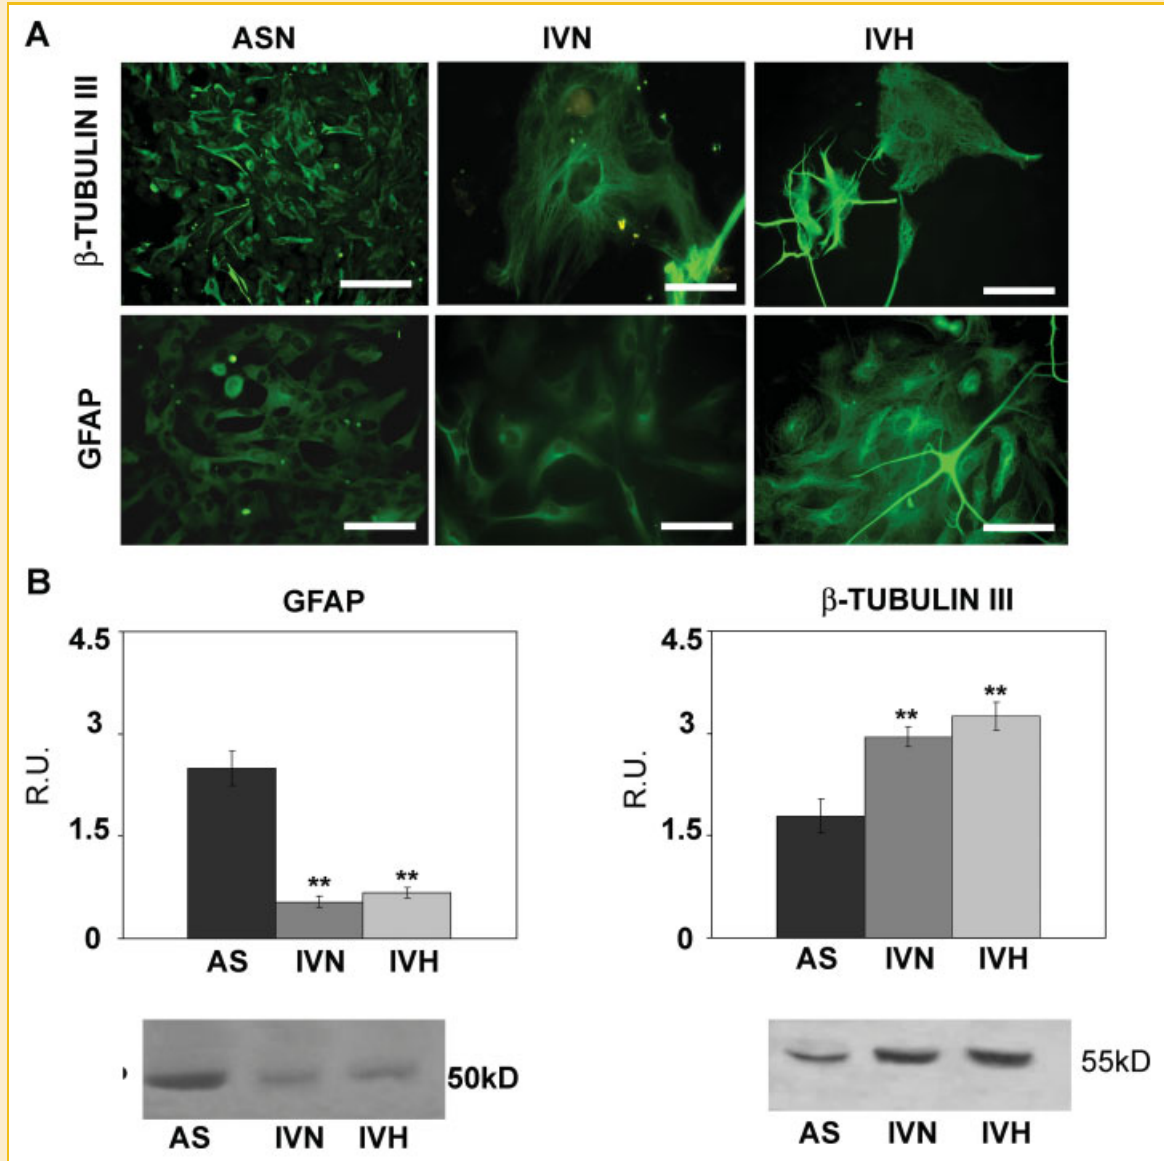 A
ASN IVN IVH
β-TUBULIN III
GFAP
B
GFAP
4.5
3
1.5
0
R.U.
**
**
AS IVN IVH
50kD
AS IVN IVH
β-TUBULIN III
4.5
3
1.5
0
R.U.
**
**
AS IVN IVH
55kD
AS IVN IVH